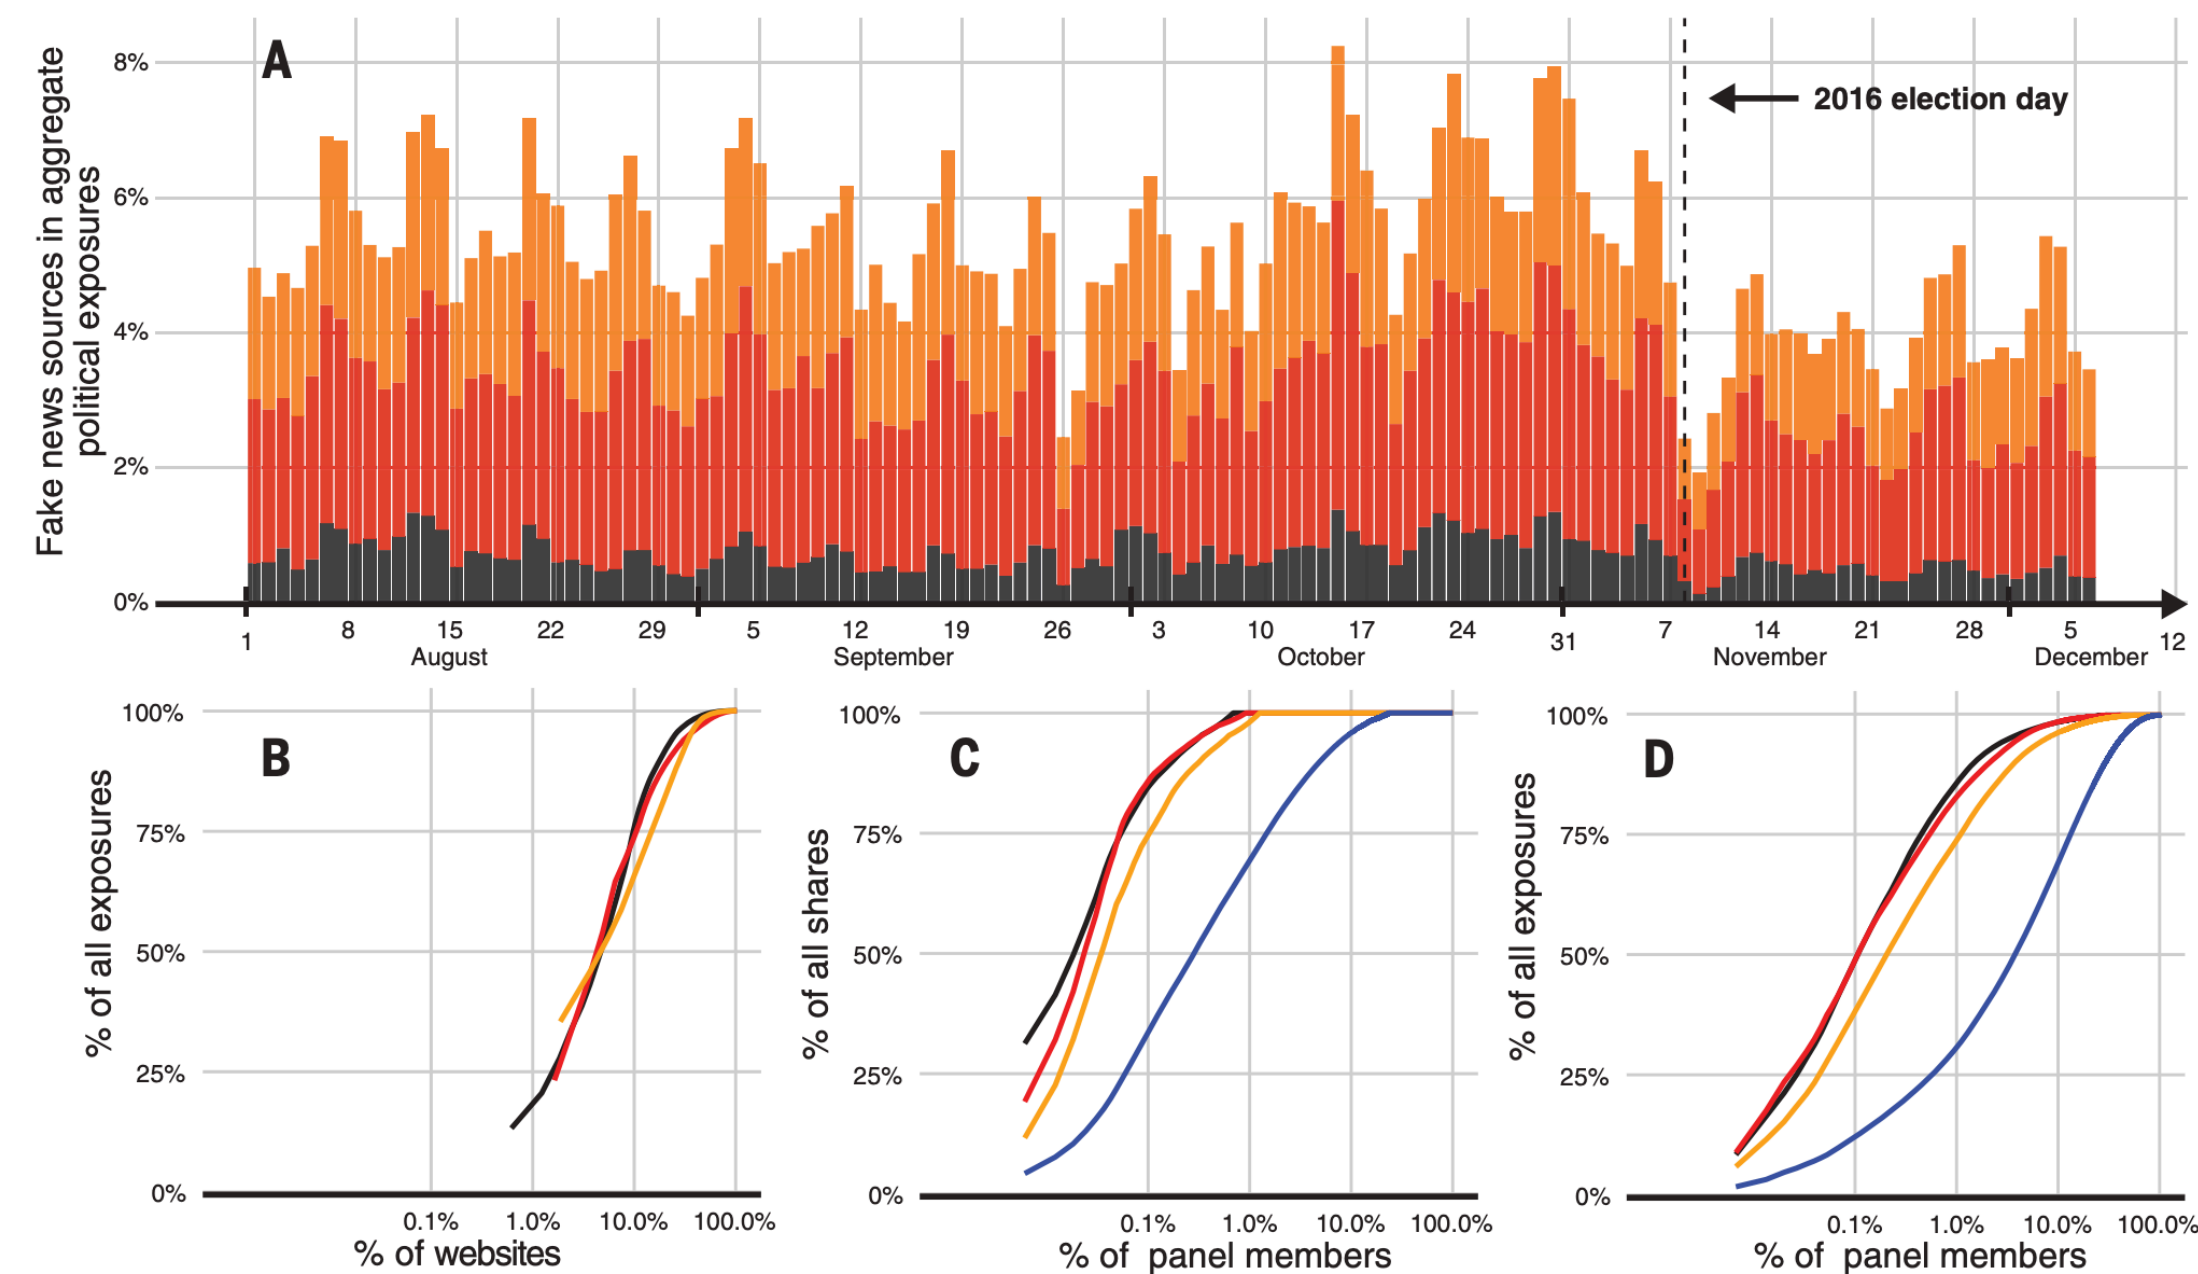 A
Fake news sources in aggregate
political exposures
8%
6%
4%
2%
0%
2016 election day
1 8 15 22 29 5 12 19 26 3 10 17 24 31 7 14 21 28 5 12
August September October November December
B
% of all exposures
100%
75%
50%
25%
0%
0.1% 1.0% 10.0% 100.0%
% of websites
C
% of all shares
100%
75%
50%
25%
0%
0.1% 1.0% 10.0% 100.0%
% of panel members
D
% of all exposures
100%
75%
50%
25%
0%
0.1% 1.0% 10.0% 100.0%
% of panel members